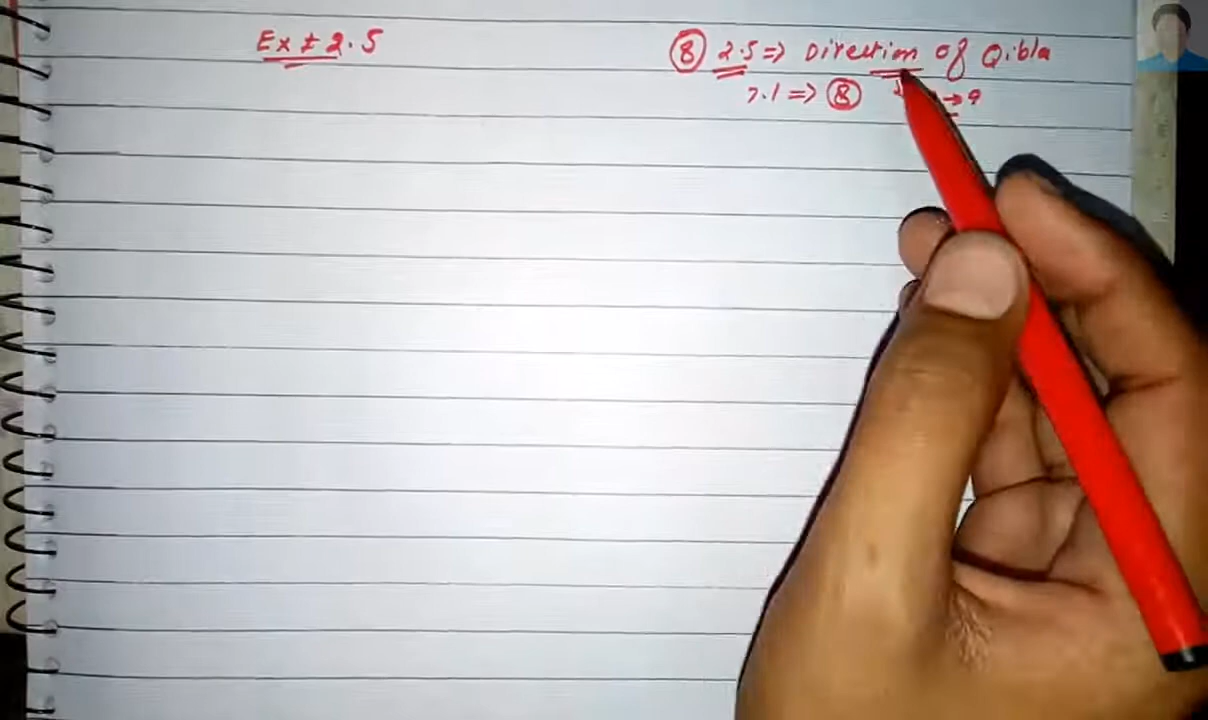 Ex # 2.5
⑧ 2.5 => Direction of Qibla
7.1 => ⑧